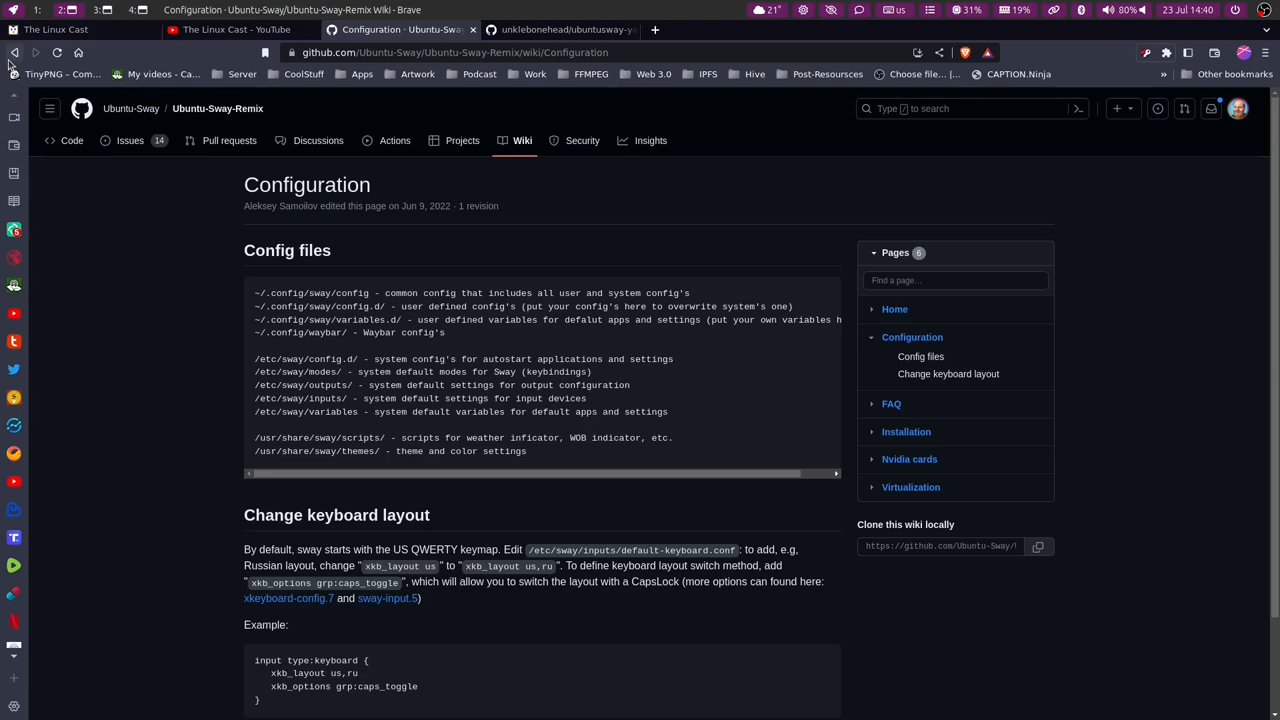 1:
2:
3:
4:
Configuration · Ubuntu-Sway/Ubuntu-Sway-Remix Wiki - Brave
21°
us
31%
19%
80%
23 Jul 14:40
The Linux Cast
The Linux Cast - YouTube
Configuration · Ubuntu-Sway
unklebonehead/ubuntusway-y
github.com/Ubuntu-Sway/Ubuntu-Sway-Remix/wiki/Configuration
TinyPNG – Com…
My videos - Ca…
Server
CoolStuff
Apps
Artwork
Podcast
Work
FFMPEG
Web 3.0
IPFS
Hive
Post-Resoursces
Choose file… |…
CAPTION.Ninja
»
Other bookmarks
Ubuntu-Sway / Ubuntu-Sway-Remix
Type / to search
Code
Issues 14
Pull requests
Discussions
Actions
Projects
Wiki
Security
Insights
Configuration
Aleksey Samoilov edited this page on Jun 9, 2022 · 1 revision
Config files
~/.config/sway/config - common config that includes all user and system config's
~/.config/sway/config.d/ - user defined config's (put your config's here to overwrite system's one)
~/.config/sway/variables.d/ - user defined variables for defalut apps and settings (put your own variables h
~/.config/waybar/ - Waybar config's
/etc/sway/config.d/ - system config's for autostart applications and settings
/etc/sway/modes/ - system default modes for Sway (keybindings)
/etc/sway/outputs/ - system default settings for output configuration
/etc/sway/inputs/ - system default settings for input devices
/etc/sway/variables - system default variables for default apps and settings
/usr/share/sway/scripts/ - scripts for weather inficator, WOB indicator, etc.
/usr/share/sway/themes/ - theme and color settings
Change keyboard layout
By default, sway starts with the US QWERTY keymap. Edit /etc/sway/inputs/default-keyboard.conf: to add, e.g,
Russian layout, change "xkb_layout us" to "xkb_layout us,ru". To define keyboard layout switch method, add
"xkb_options grp:caps_toggle", which will allow you to switch the layout with a CapsLock (more options can found here:
xkeyboard-config.7 and sway-input.5)
Example:
input type:keyboard {
xkb_layout us,ru
xkb_options grp:caps_toggle
}
Pages 6
Find a page…
Home
Configuration
Config files
Change keyboard layout
FAQ
Installation
Nvidia cards
Virtualization
Clone this wiki locally
https://github.com/Ubuntu-Sway/U